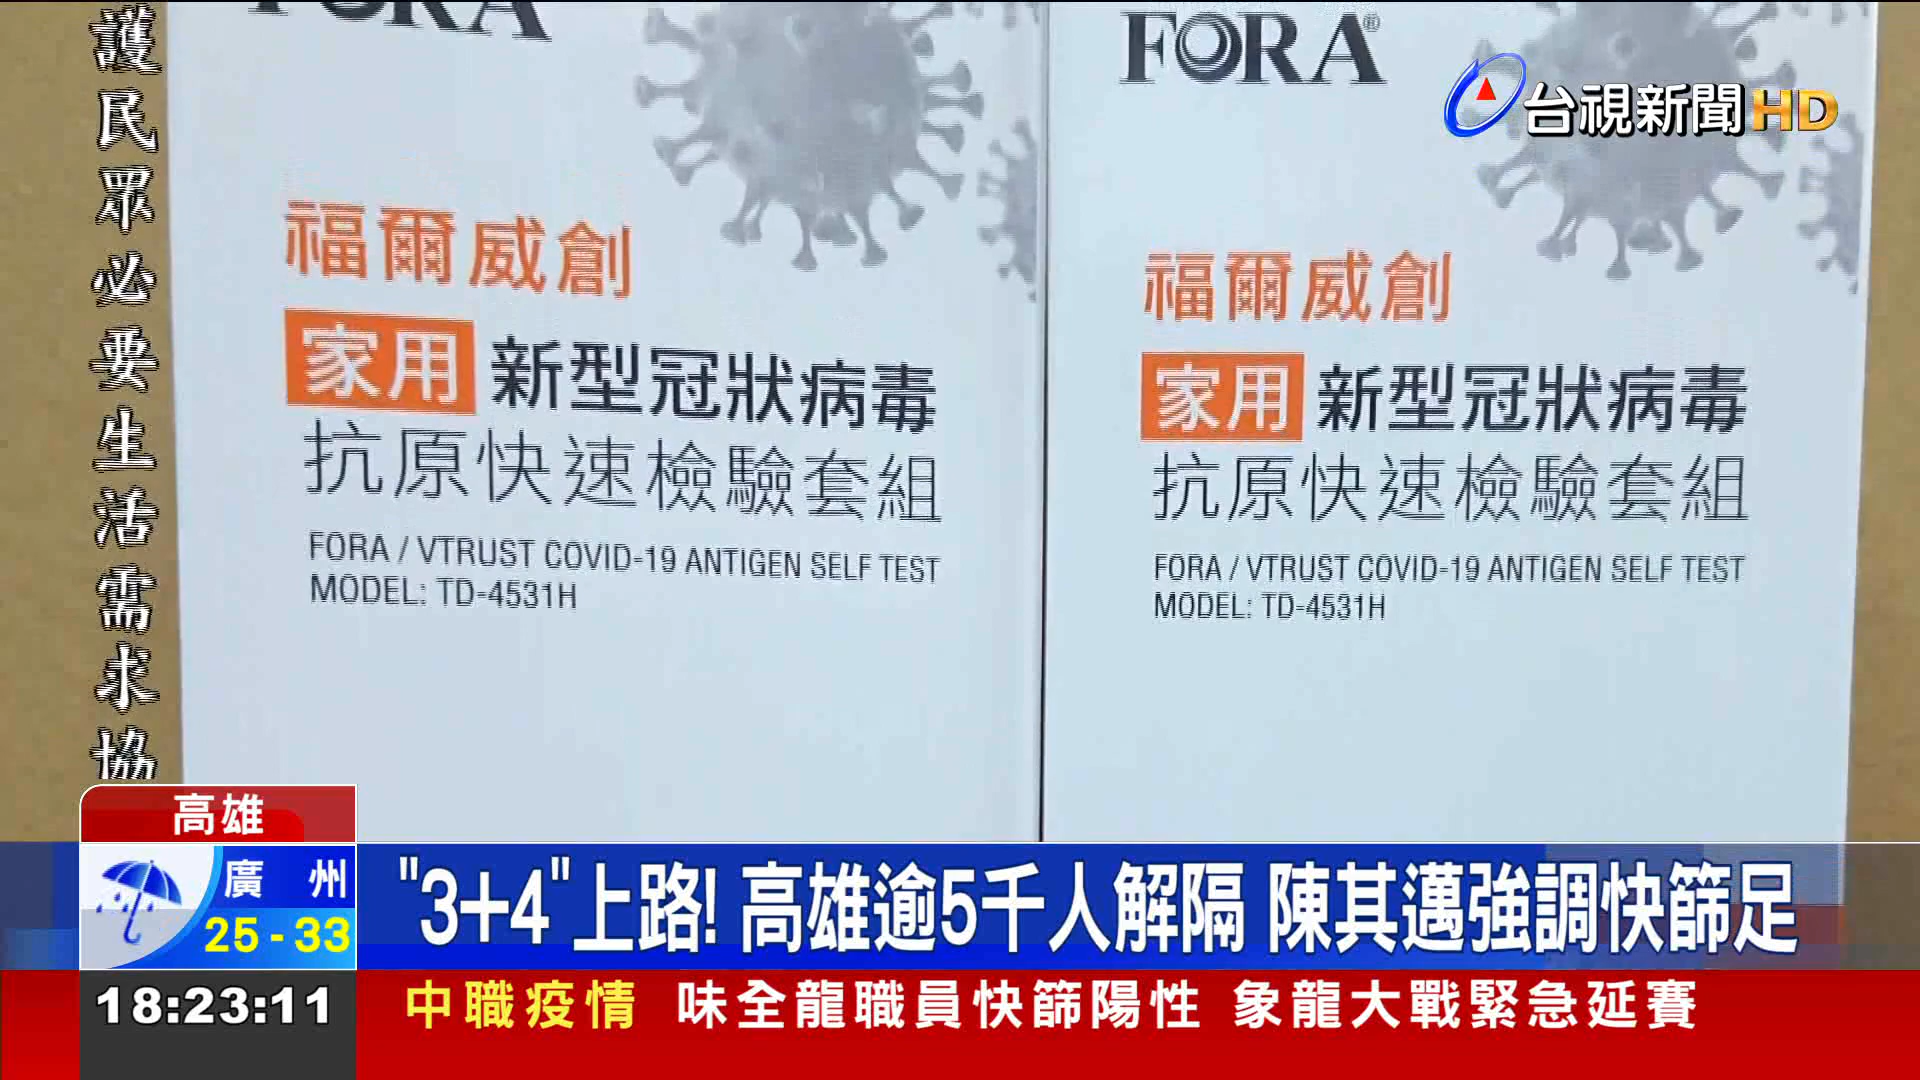 護民眾必要生活需求協
FORA
福爾威創
家用 新型冠狀病毒
抗原快速檢驗套組
FORA / VTRUST COVID-19 ANTIGEN SELF TEST
MODEL: TD-4531H
FORA®
福爾威創
家用 新型冠狀病毒
抗原快速檢驗套組
FORA / VTRUST COVID-19 ANTIGEN SELF TEST
MODEL: TD-4531H
台視新聞HD
高雄
廣 州
25-33
"3+4"上路! 高雄逾5千人解隔 陳其邁強調快篩足
18:23:11
中職疫情 味全龍職員快篩陽性 象龍大戰緊急延賽